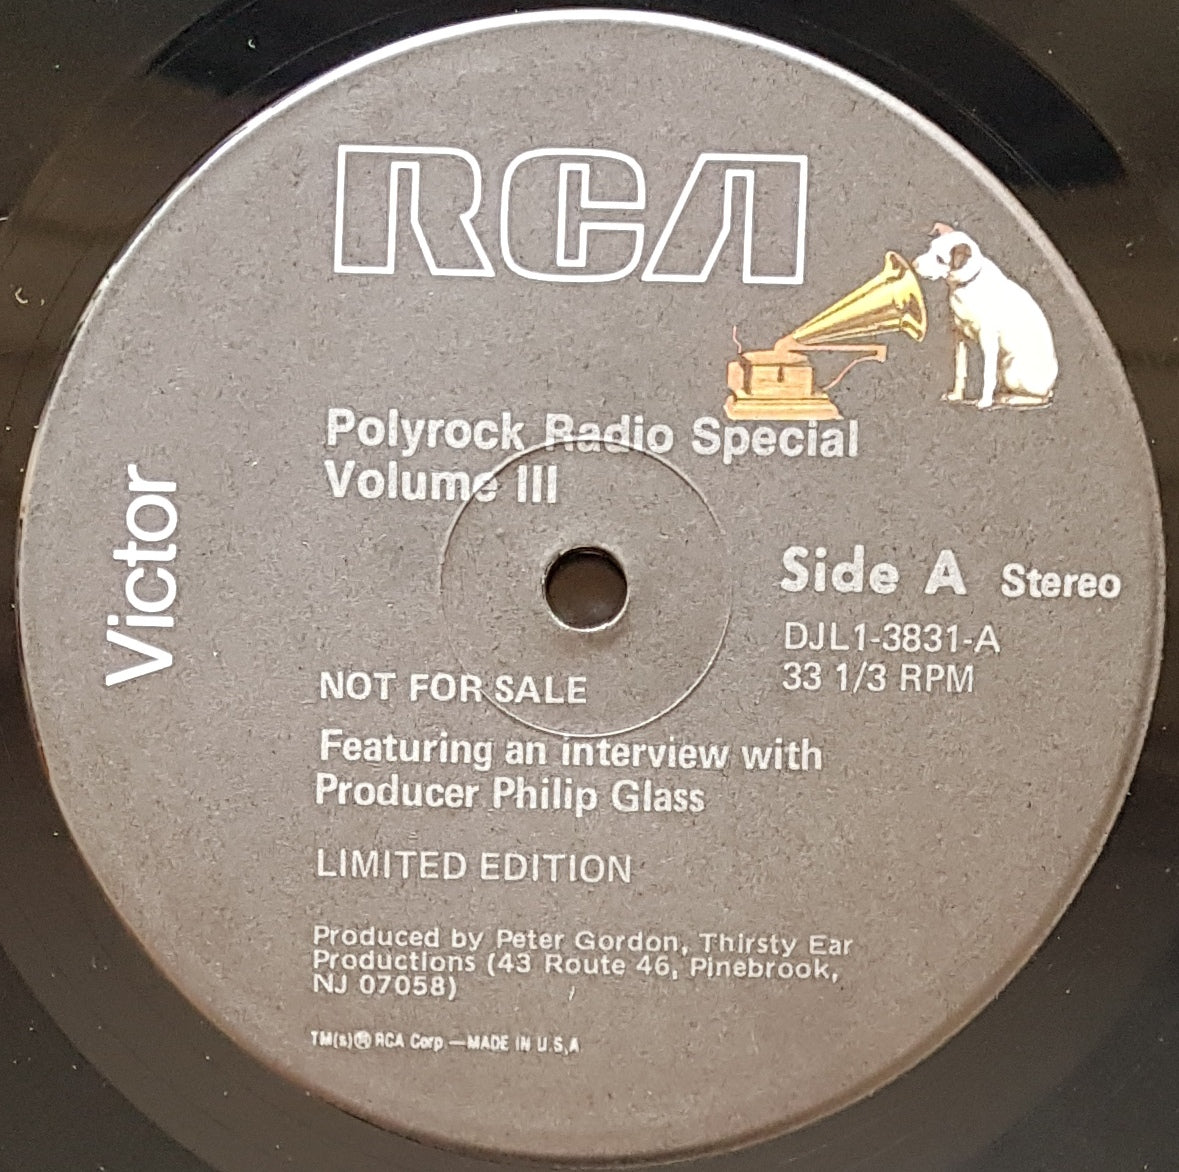 RCA
Polyrock Radio Special
Volume III
Victor
Side A Stereo
DJL1-3831-A
33 1/3 RPM
NOT FOR SALE
Featuring an interview with
Producer Philip Glass
LIMITED EDITION
Produced by Peter Gordon, Thirsty Ear
Productions (43 Route 46, Pinebrook,
NJ 07058)
TM(s)® RCA Corp.—MADE IN U.S.A